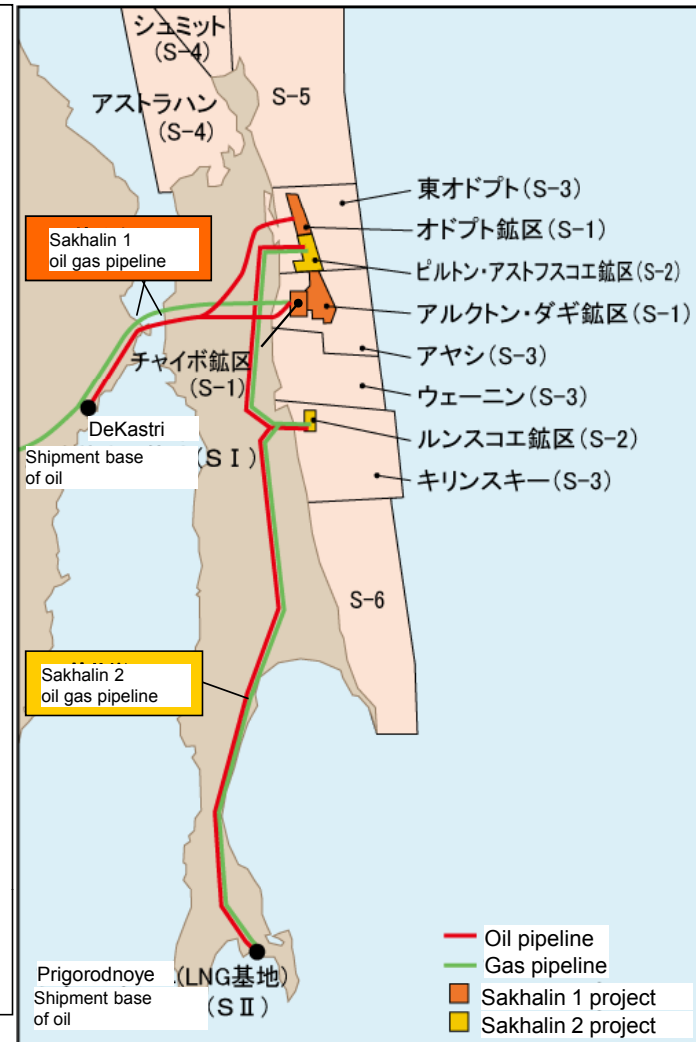 シュミット
(S-4)
アストラハン
(S-4)
S-5
東オドプト(S-3)
オドプト鉱区(S-1)
ピルトン・アストフスコエ鉱区(S-2)
アルクトン・ダギ鉱区(S-1)
アヤシ(S-3)
ウェーニン(S-3)
ルンスコエ鉱区(S-2)
キリンスキー(S-3)
Sakhalin 1
oil gas pipeline
チャイボ鉱区
(S-1)
DeKastri
Shipment base
of oil
(SⅠ)
S-6
Sakhalin 2
oil gas pipeline
Prigorodnoye
(LNG基地)
Shipment base
of oil
(SⅡ)
Oil pipeline
Gas pipeline
Sakhalin 1 project
Sakhalin 2 project